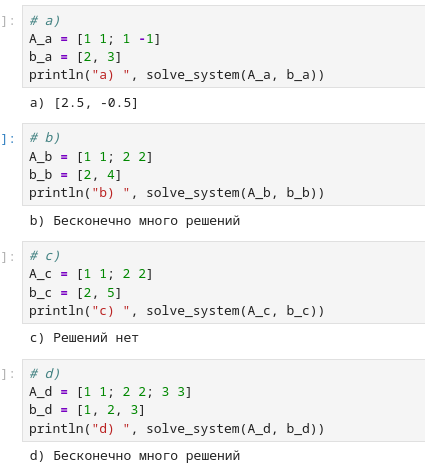 ]: # a)
A_a = [1 1; 1 -1]
b_a = [2, 3]
println("a) ", solve_system(A_a, b_a))
a) [2.5, -0.5]
]: # b)
A_b = [1 1; 2 2]
b_b = [2, 4]
println("b) ", solve_system(A_b, b_b))
b) Бесконечно много решений
]: # c)
A_c = [1 1; 2 2]
b_c = [2, 5]
println("c) ", solve_system(A_c, b_c))
c) Решений нет
]: # d)
A_d = [1 1; 2 2; 3 3]
b_d = [1, 2, 3]
println("d) ", solve_system(A_d, b_d))
d) Бесконечно много решений